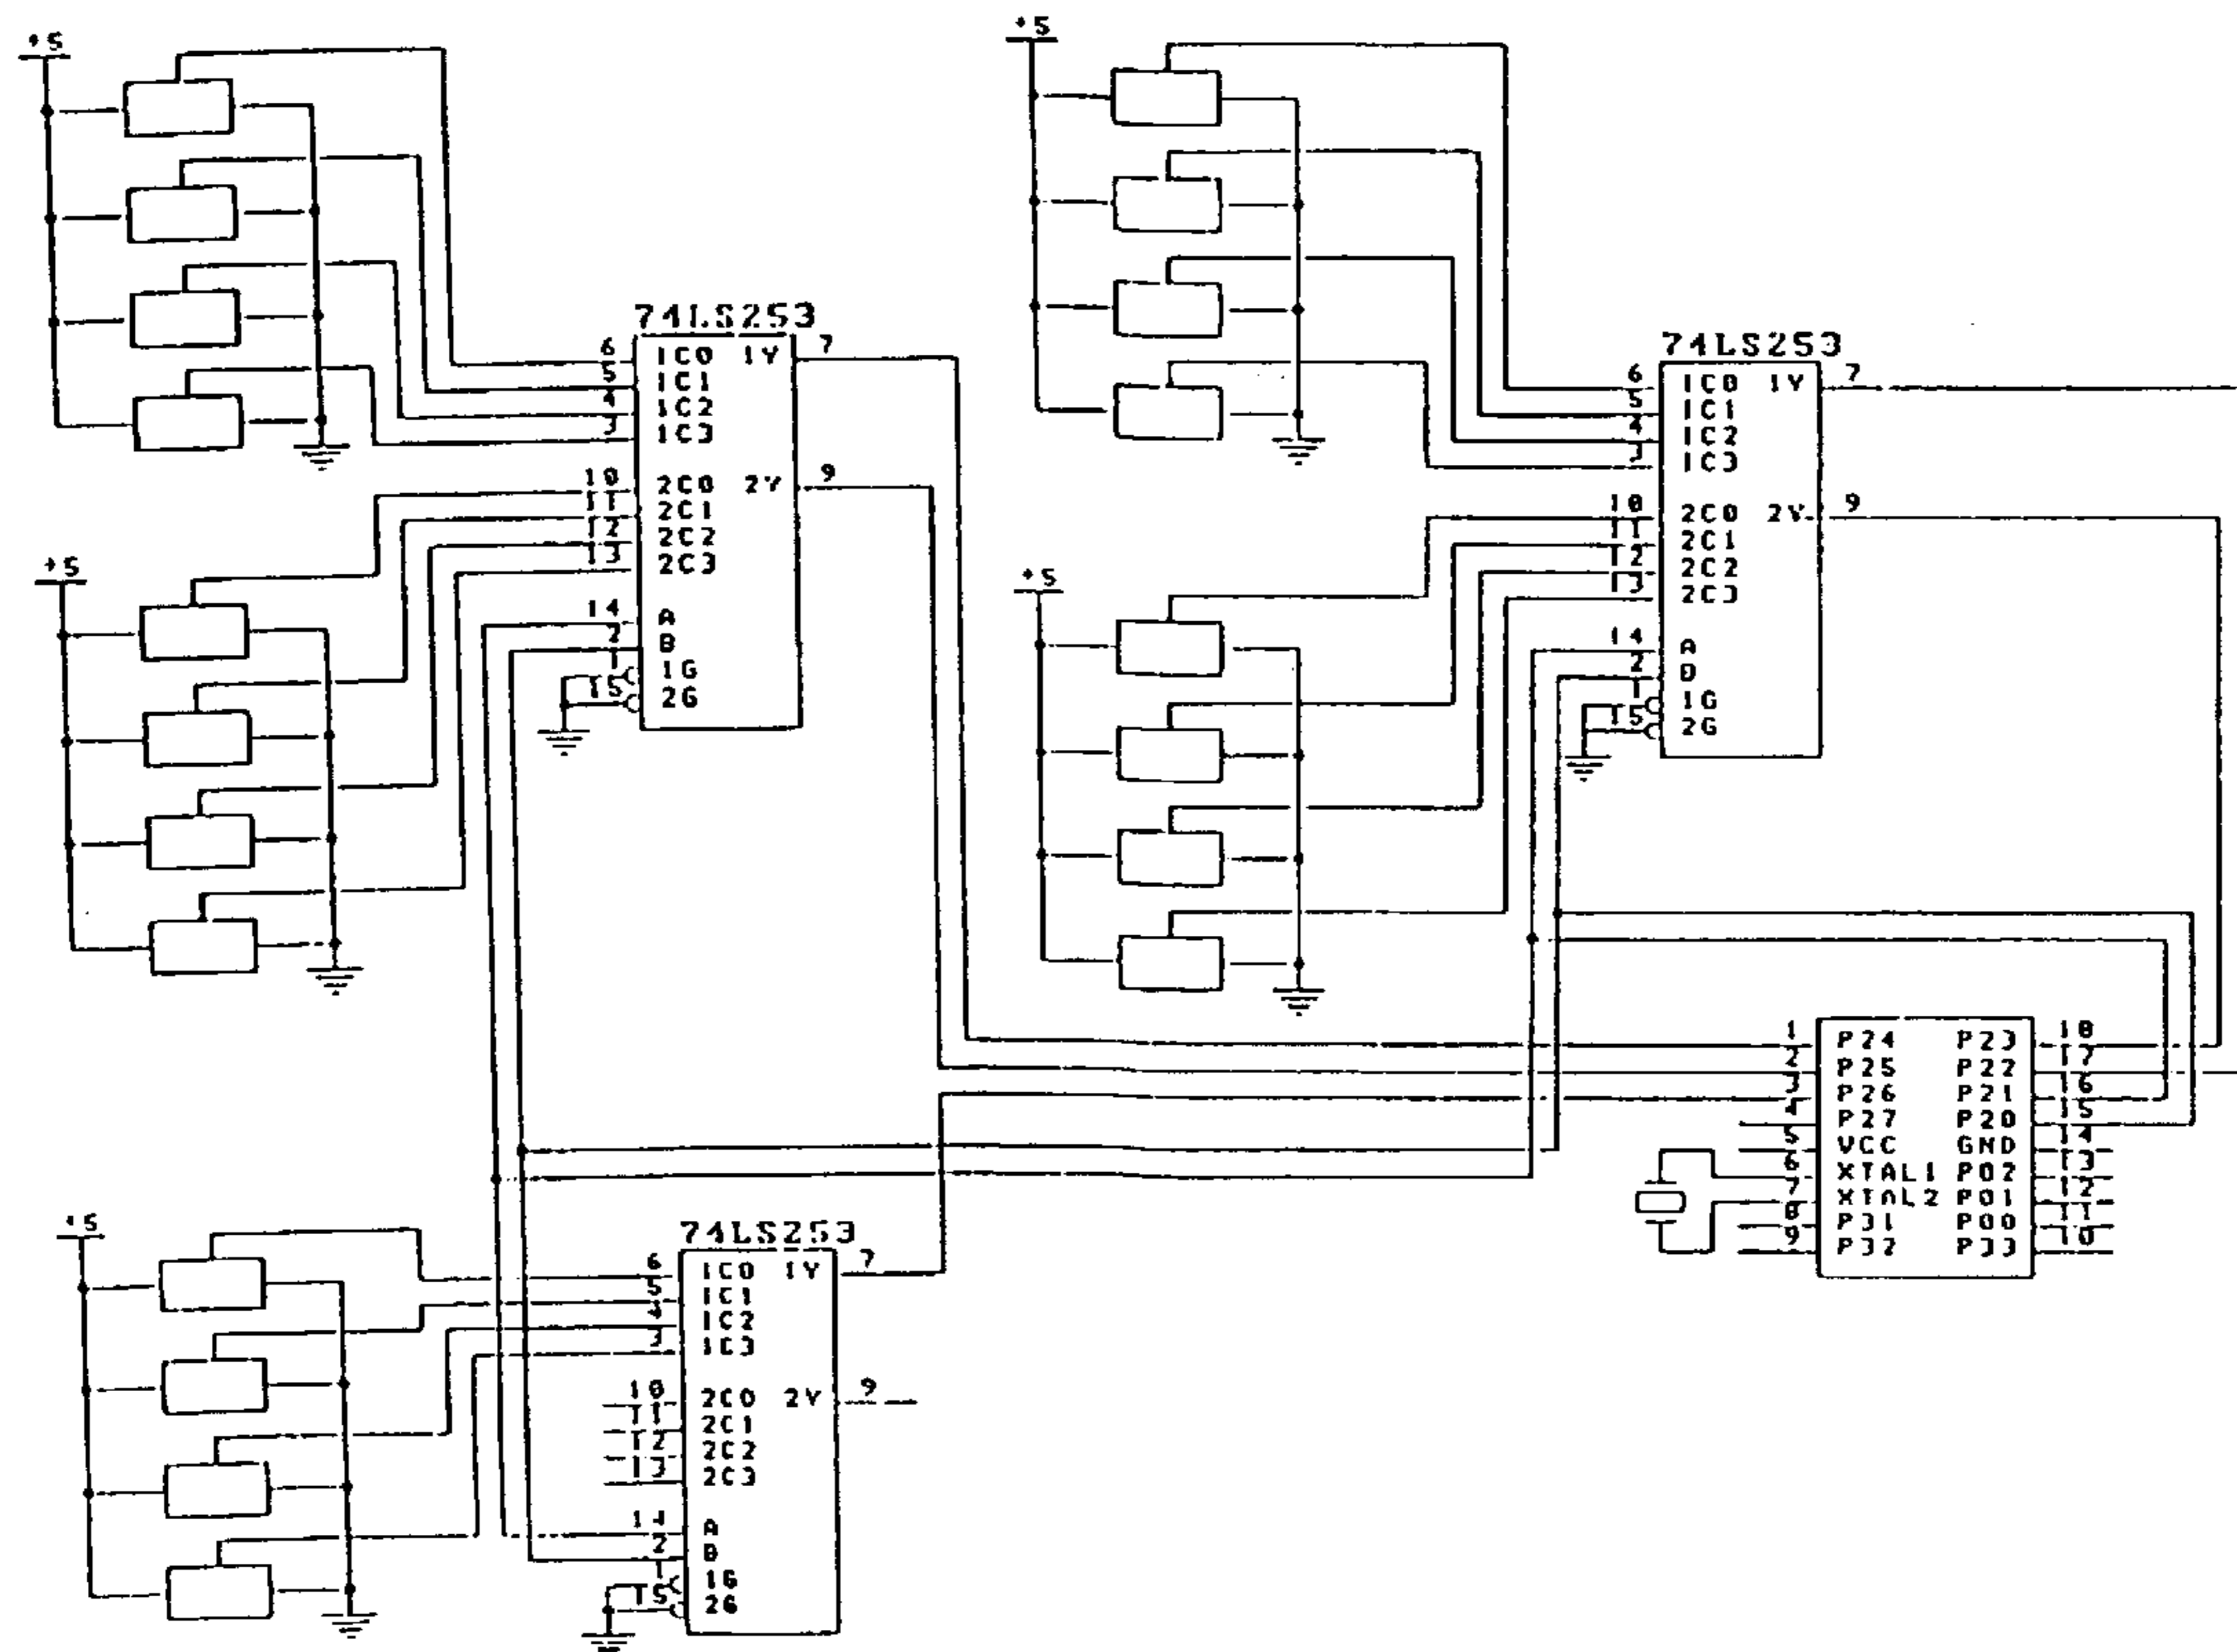 +5
+5
74LS253
6 1C0 1Y 7
5 1C1
4 1C2
3 1C3
10 2C0 2Y 9
11 2C1
12 2C2
13 2C3
14 A
2 B
1 1G
15 2G
74LS253
6 1C0 1Y 7
5 1C1
4 1C2
3 1C3
10 2C0 2Y 9
11 2C1
12 2C2
13 2C3
14 A
2 B
1 1G
15 2G
+5
+5
1 P24 P23 18
2 P25 P22 17
3 P26 P21 16
4 P27 P20 15
5 VCC GND 14
6 XTAL1 P02 13
7 XTAL2 P01 12
8 P31 P00 11
9 P32 P33 10
+5
74LS253
6 1C0 1Y 7
5 1C1
4 1C2
3 1C3
10 2C0 2Y 9
11 2C1
12 2C2
13 2C3
14 A
2 B
1 1G
15 2G